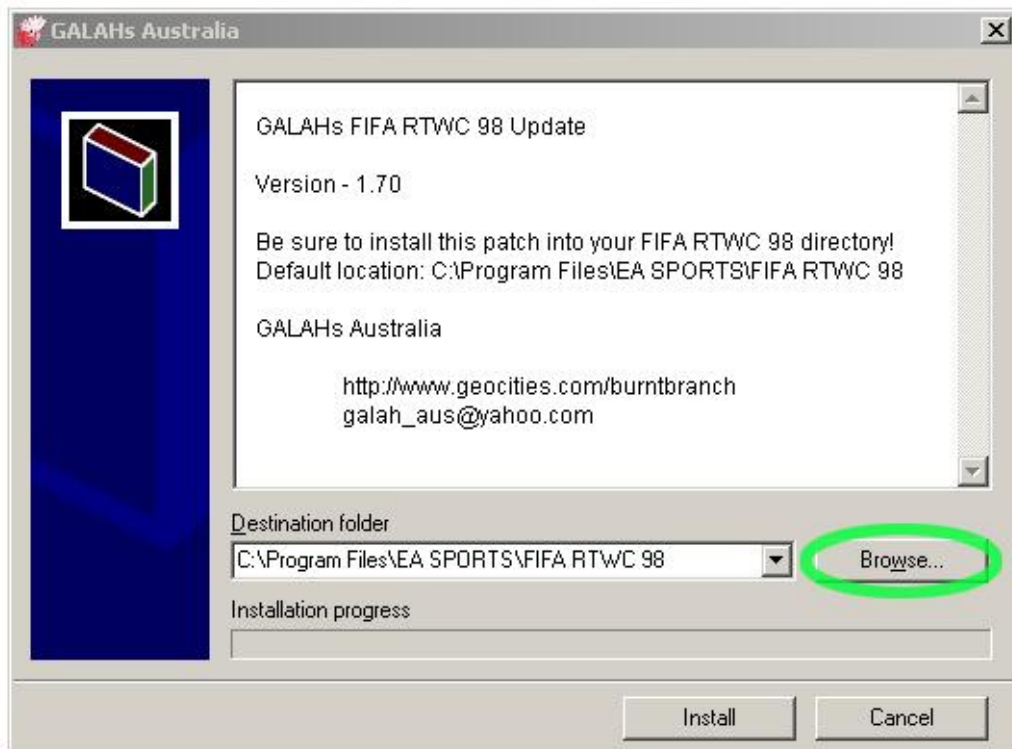 GALAHs Australia
GALAHs FIFA RTWC 98 Update
Version - 1.70
Be sure to install this patch into your FIFA RTWC 98 directory!
Default location: C:\Program Files\EA SPORTS\FIFA RTWC 98
GALAHs Australia
http://www.geocities.com/burntbranch
galah_aus@yahoo.com
Destination folder
C:\Program Files\EA SPORTS\FIFA RTWC 98
Browse...
Installation progress
Install
Cancel